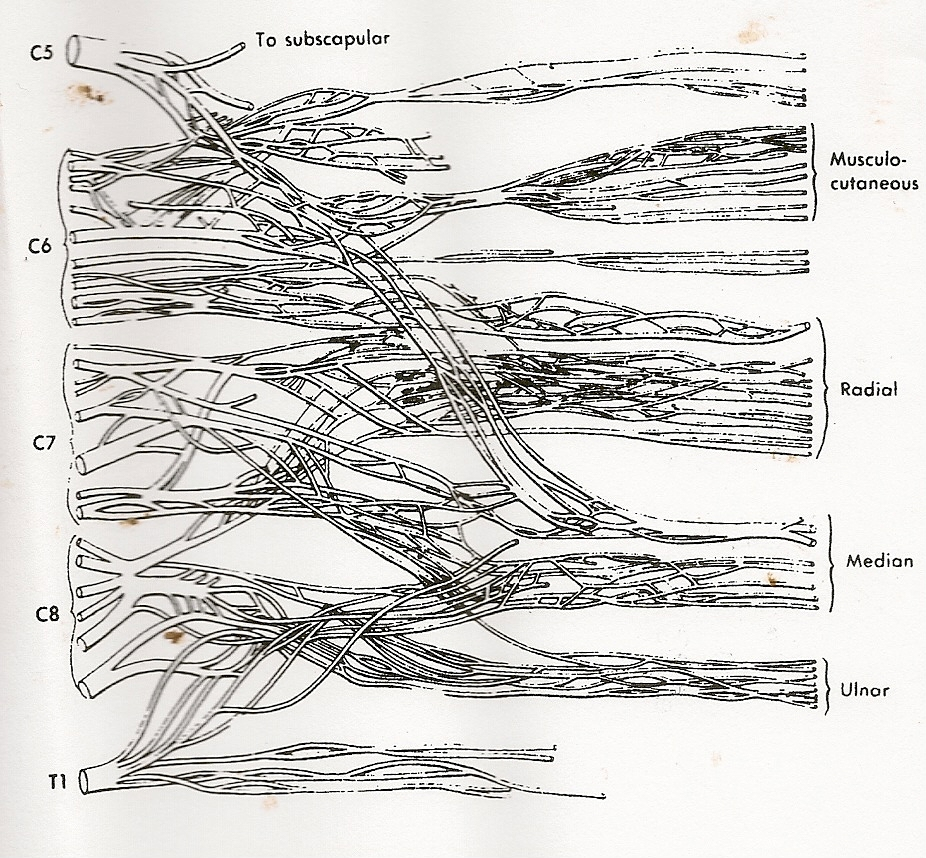 C5
To subscapular
Musculo-
cutaneous
C6
Radial
C7
Median
C8
Ulnar
T1